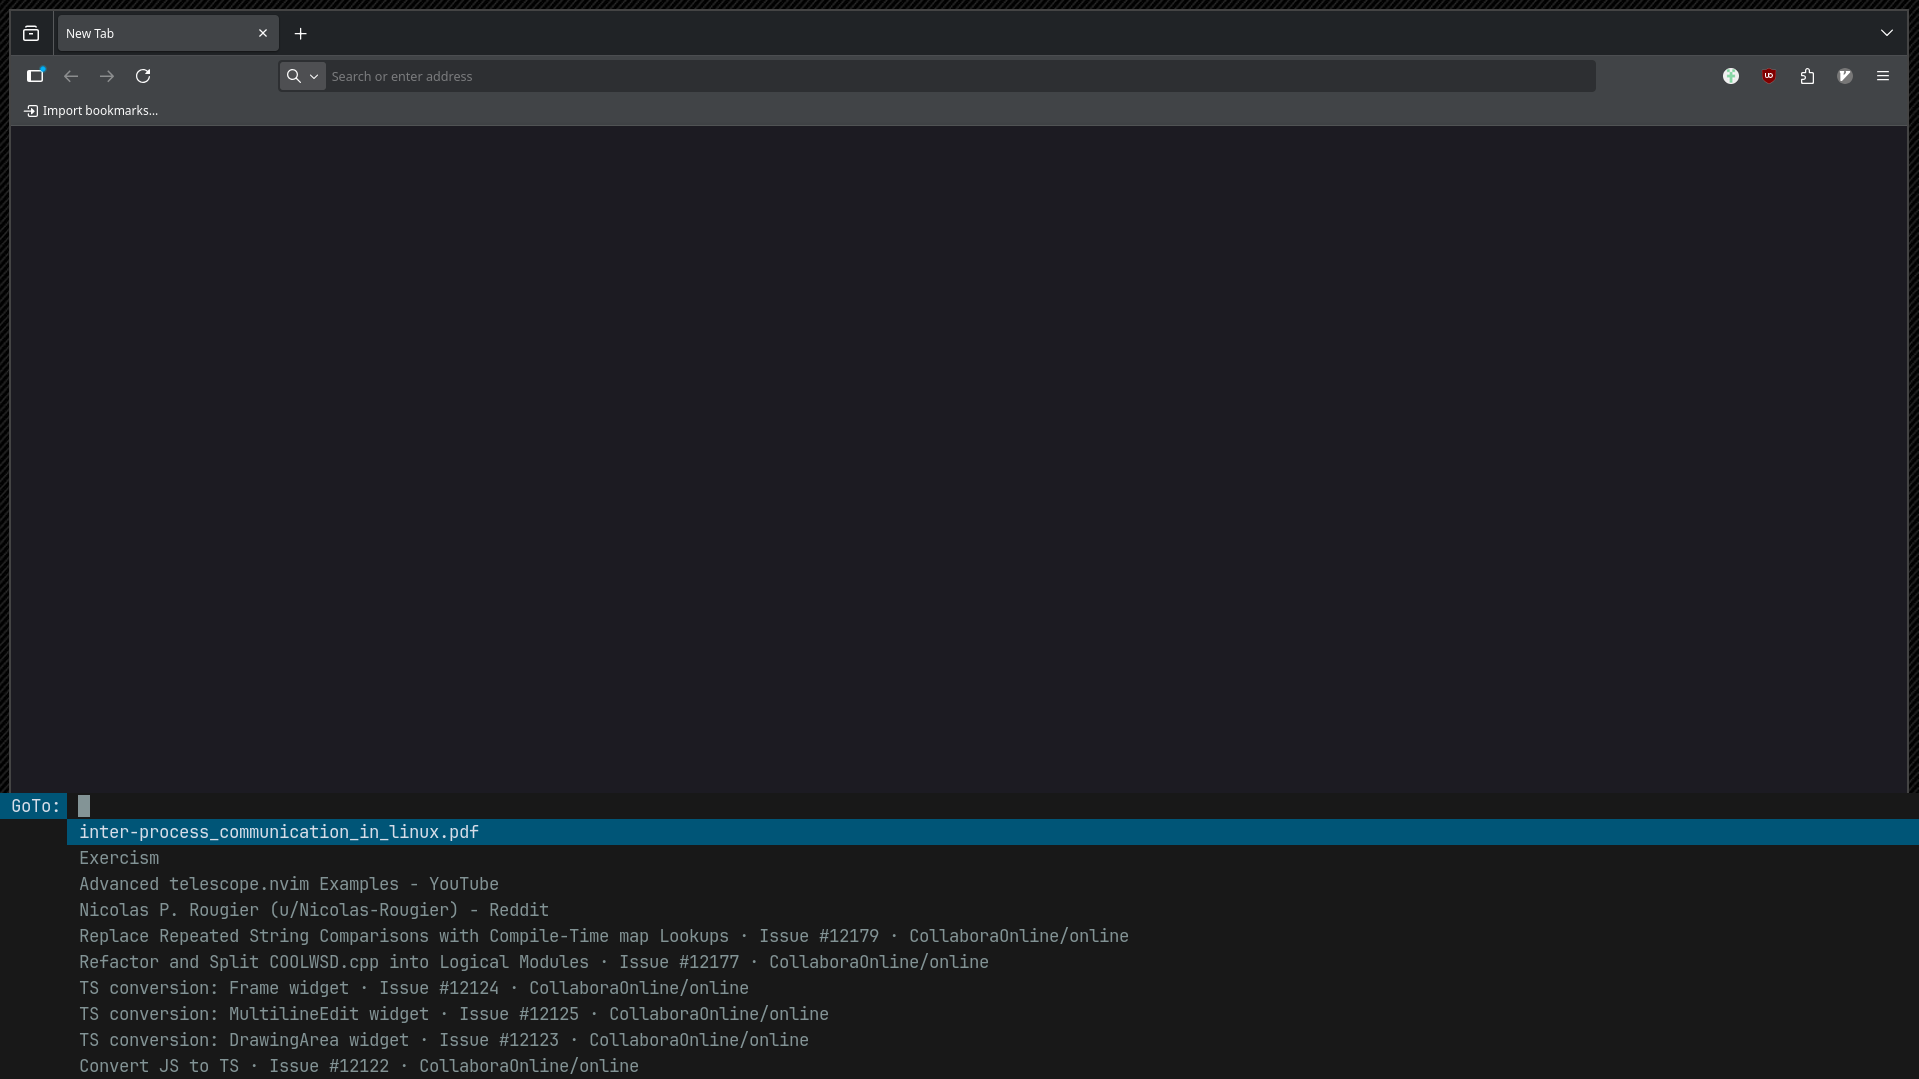 New Tab
Search or enter address
Import bookmarks...
GoTo:
inter-process_communication_in_linux.pdf
Exercism
Advanced telescope.nvim Examples - YouTube
Nicolas P. Rougier (u/Nicolas-Rougier) - Reddit
Replace Repeated String Comparisons with Compile-Time map Lookups · Issue #12179 · CollaboraOnline/online
Refactor and Split COOLWSD.cpp into Logical Modules · Issue #12177 · CollaboraOnline/online
TS conversion: Frame widget · Issue #12124 · CollaboraOnline/online
TS conversion: MultilineEdit widget · Issue #12125 · CollaboraOnline/online
TS conversion: DrawingArea widget · Issue #12123 · CollaboraOnline/online
Convert JS to TS · Issue #12122 · CollaboraOnline/online